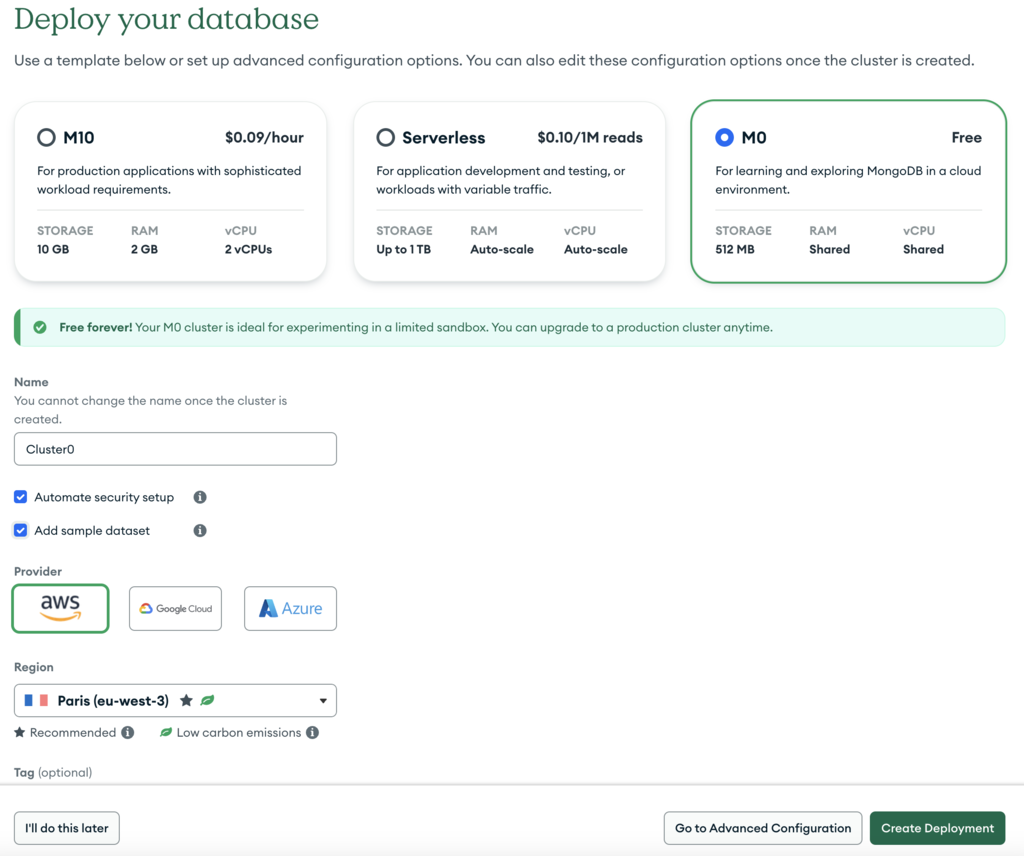 Deploy your database
Use a template below or set up advanced configuration options. You can also edit these configuration options once the cluster is created.
M10 $0.09/hour
For production applications with sophisticated
workload requirements.
STORAGE RAM vCPU
10 GB 2 GB 2 vCPUs
Serverless $0.10/1M reads
For application development and testing, or
workloads with variable traffic.
STORAGE RAM vCPU
Up to 1 TB Auto-scale Auto-scale
M0 Free
For learning and exploring MongoDB in a cloud
environment.
STORAGE RAM vCPU
512 MB Shared Shared
Free forever! Your M0 cluster is ideal for experimenting in a limited sandbox. You can upgrade to a production cluster anytime.
Name
You cannot change the name once the cluster is
created.
Cluster0
Automate security setup
Add sample dataset
Provider
aws Google Cloud Azure
Region
Paris (eu-west-3)
Recommended Low carbon emissions
Tag (optional)
I'll do this later Go to Advanced Configuration Create Deployment